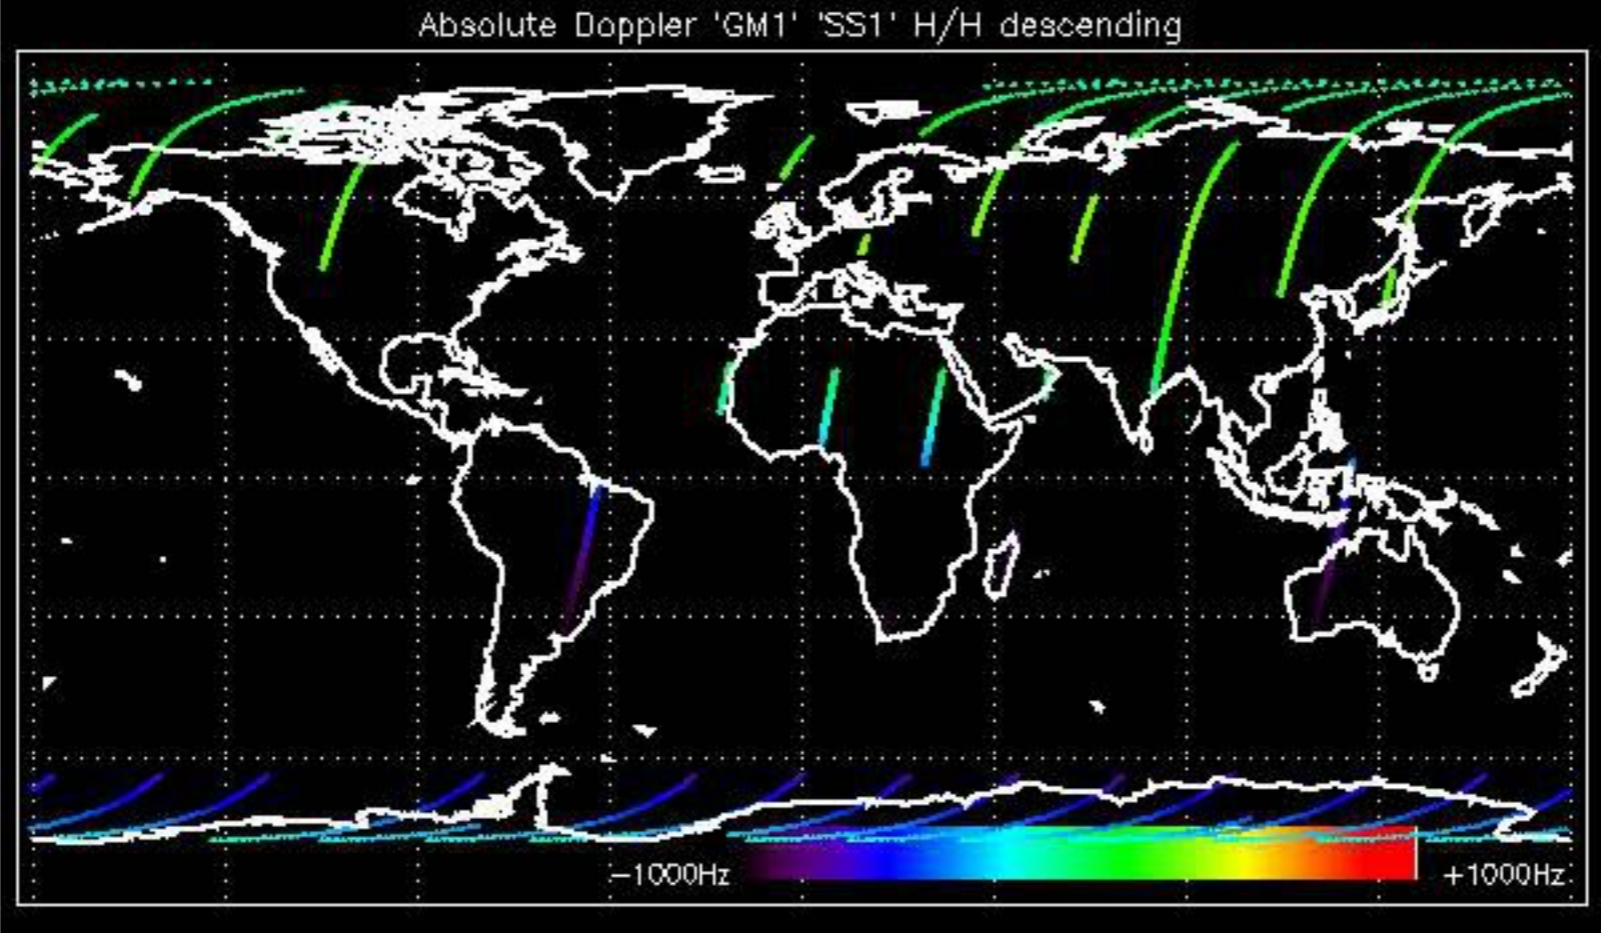 Absolute Doppler 'GM1' 'SS1' H/H descending
-1000Hz
+1000Hz